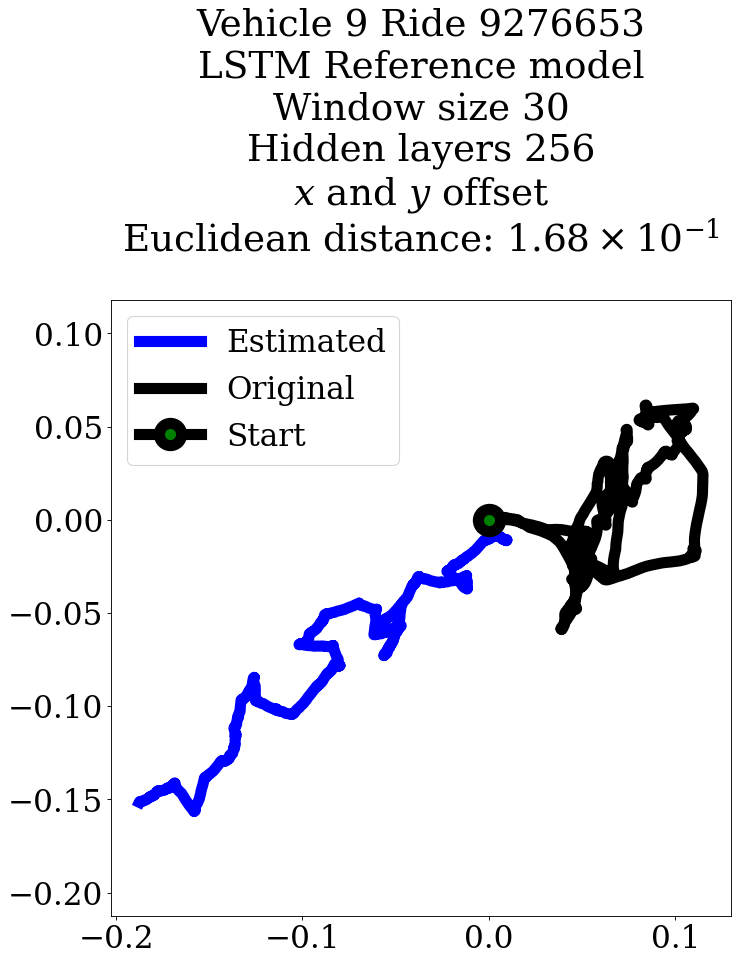 Vehicle 9 Ride 9276653
LSTM Reference model
Window size 30
Hidden layers 256
x and y offset
Euclidean distance: 1.68 × 10⁻¹
Estimated
Original
Start
0.10
0.05
0.00
−0.05
−0.10
−0.15
−0.20
−0.2 −0.1 0.0 0.1